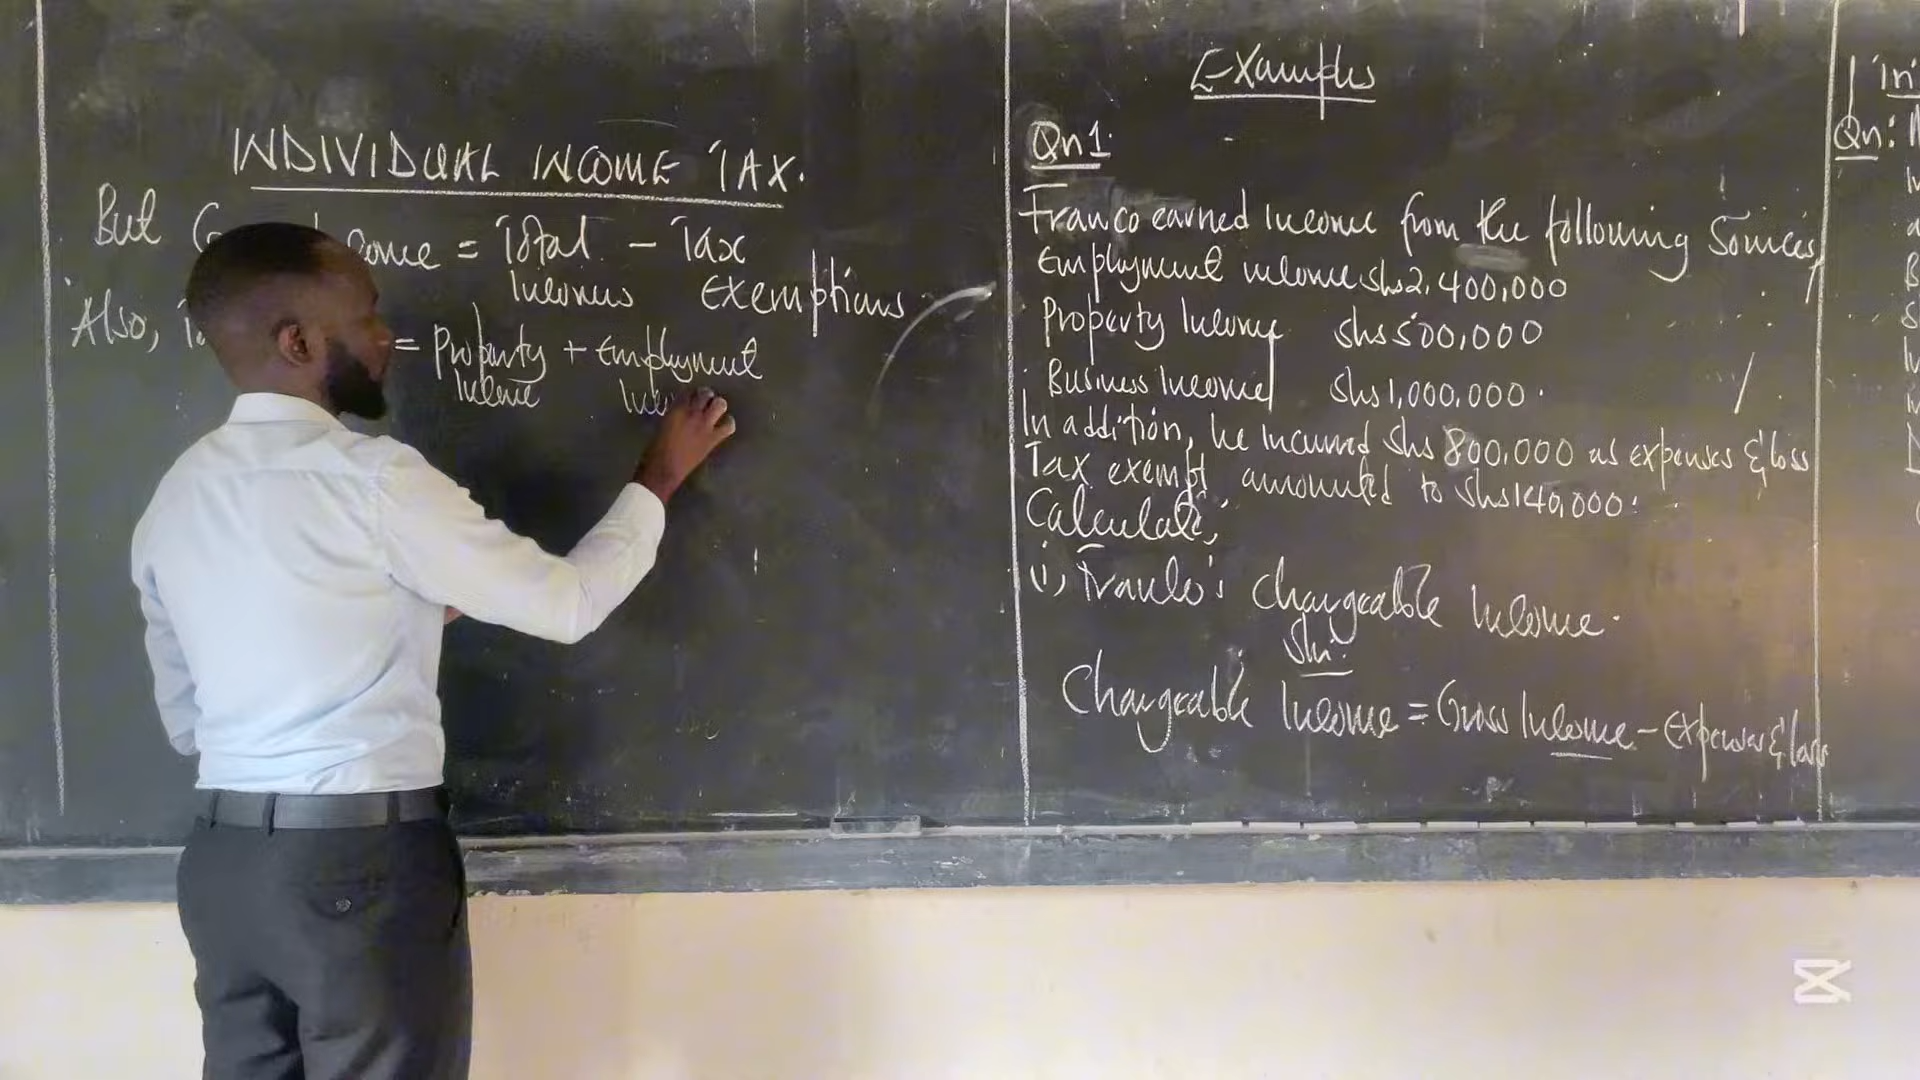 INDIVIDUAL INCOME TAX.
But = Total - Tax
Incomes Exemptions
Also, = Property + Employment
Income
Examples
Qn1.
Franco earned income from the following Sources,
Employment income shs2,400,000
Property Income shs500,000
Business Income shs1,000,000.
In addition, he incurred shs 800,000 as expenses & loss
Tax exempt, amounted to shs140,000.
Calculate,
i, Franco's Chargeable Income.
Shs.
Chargeable Income = Gross Income - expenses & loss
Qn: